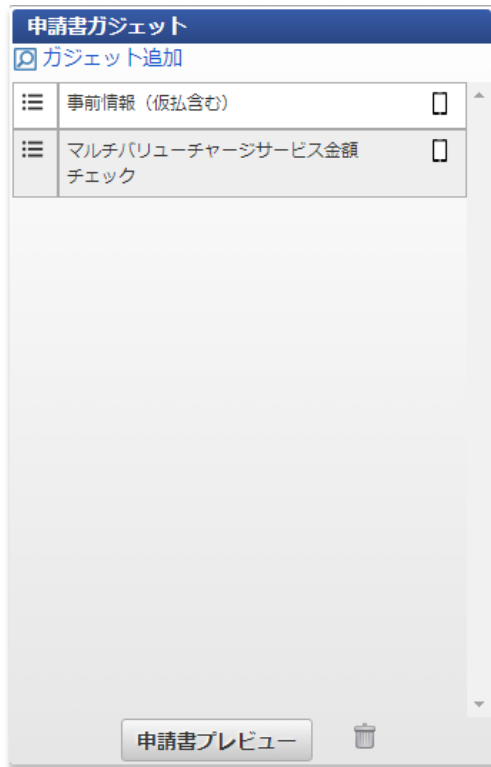 申請書ガジェット
ガジェット追加
事前情報（仮払含む）
マルチバリューチャージサービス金額
チェック
申請書プレビュー